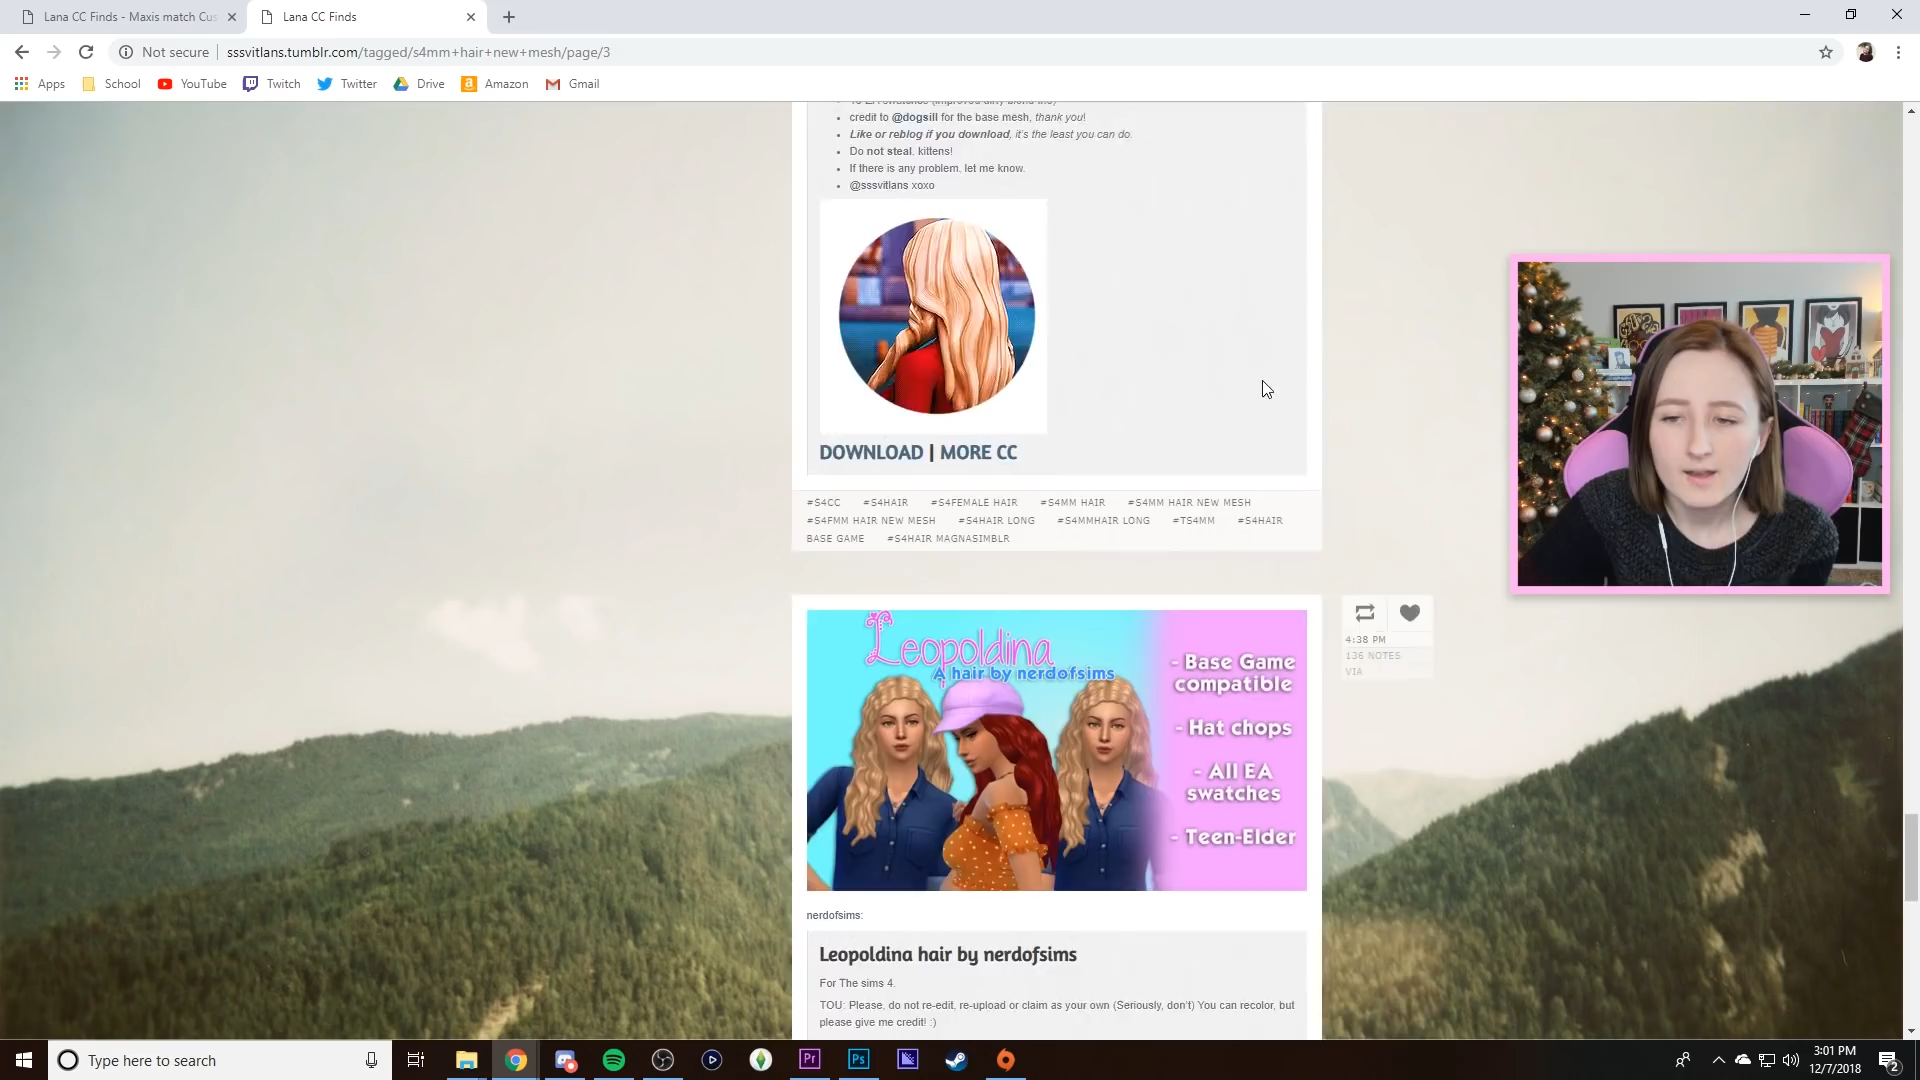 Lana CC Finds - Maxis match Cus
Lana CC Finds
Not secure
sssvitlans.tumblr.com/tagged/s4mm+hair+new+mesh/page/3
Apps
School
YouTube
Twitch
Twitter
Drive
Amazon
Gmail
credit to @dogsill for the base mesh, thank you!
Like or reblog if you download, it's the least you can do.
Do not steal, kittens!
If there is any problem, let me know.
@sssvitlans xoxo
DOWNLOAD | MORE CC
#S4CC #S4HAIR #S4FEMALE HAIR #S4MM HAIR #S4MM HAIR NEW MESH
#S4FMM HAIR NEW MESH #S4HAIR LONG #S4MMHAIR LONG #TS4MM #S4HAIR
BASE GAME #S4HAIR MAGNASIMBLR
Leopoldina
A hair by nerdofsims
- Base Game
compatible
- Hat chops
- All EA
swatches
- Teen-Elder
4:38 PM
136 NOTES
VIA
nerdofsims:
Leopoldina hair by nerdofsims
For The sims 4.
TOU: Please, do not re-edit, re-upload or claim as your own (Seriously, don't) You can recolor, but
please give me credit! :)
Type here to search
Pr
Ps
3:01 PM
12/7/2018
2